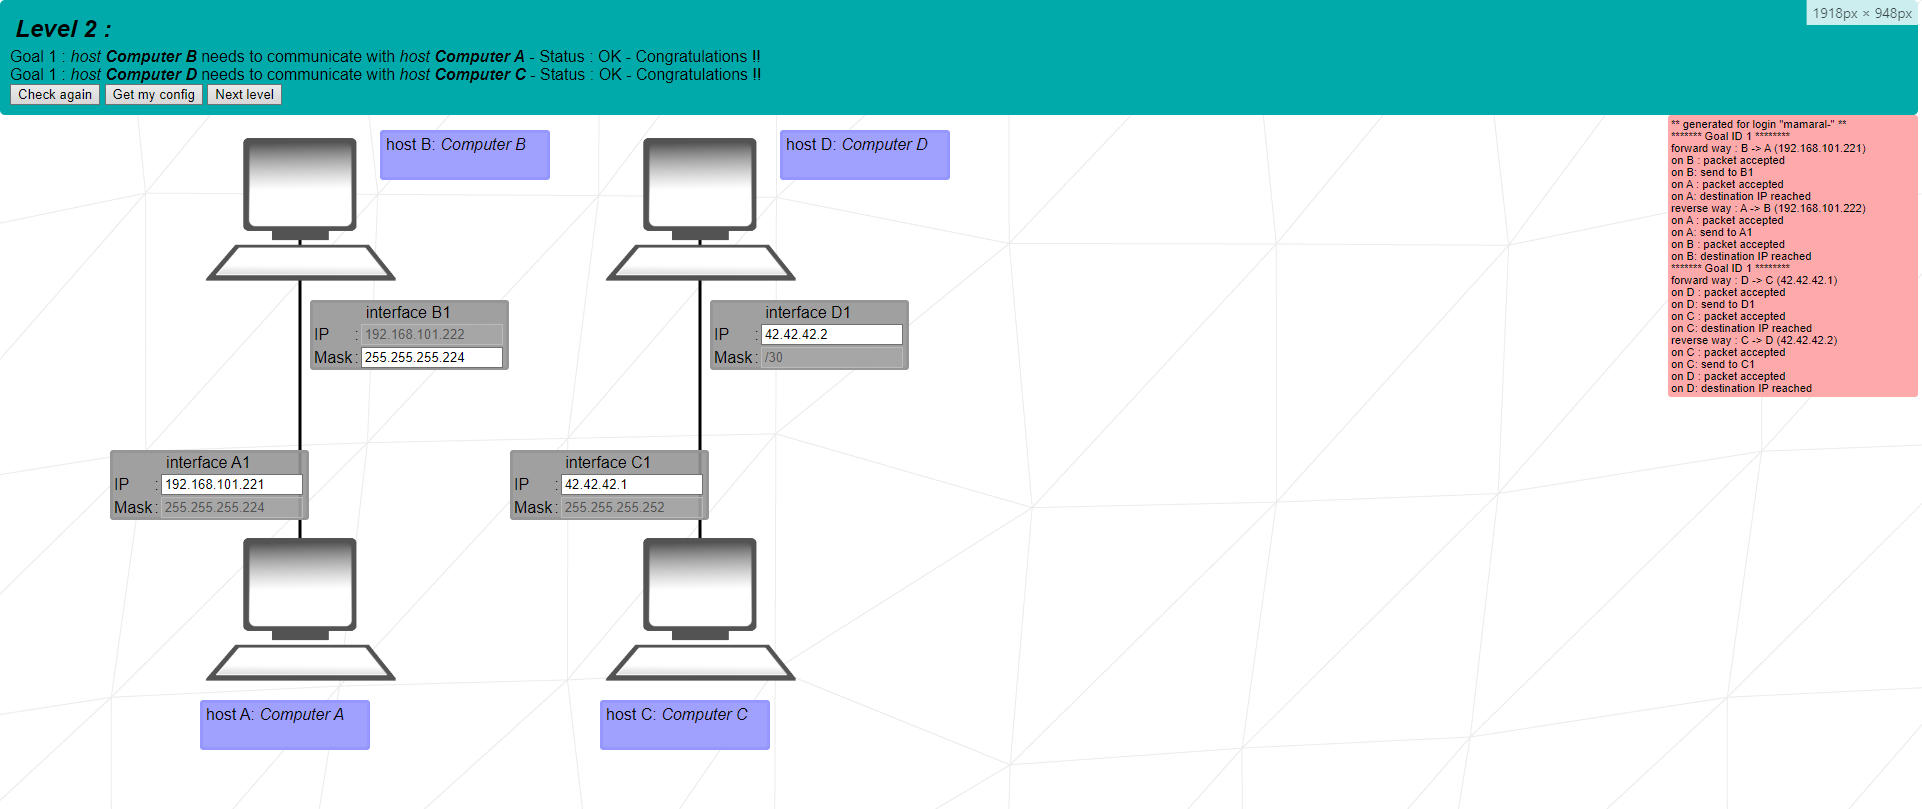 1918px × 948px
Level 2 :
Goal 1 : host Computer B needs to communicate with host Computer A - Status : OK - Congratulations !!
Goal 1 : host Computer D needs to communicate with host Computer C - Status : OK - Congratulations !!
Check again Get my config Next level
host B: Computer B
host D: Computer D
interface B1
IP : 192.168.101.222
Mask : 255.255.255.224
interface D1
IP : 42.42.42.2
Mask : /30
interface A1
IP : 192.168.101.221
Mask : 255.255.255.224
interface C1
IP : 42.42.42.1
Mask : 255.255.255.252
host A: Computer A
host C: Computer C
** generated for login "mamaral-" **
******* Goal ID 1 ********
forward way : B -> A (192.168.101.221)
on B : packet accepted
on B: send to B1
on A : packet accepted
on A: destination IP reached
reverse way : A -> B (192.168.101.222)
on A : packet accepted
on A: send to A1
on B : packet accepted
on B: destination IP reached
******* Goal ID 1 ********
forward way : D -> C (42.42.42.1)
on D : packet accepted
on D: send to D1
on C : packet accepted
on C: destination IP reached
reverse way : C -> D (42.42.42.2)
on C : packet accepted
on C: send to C1
on D : packet accepted
on D: destination IP reached